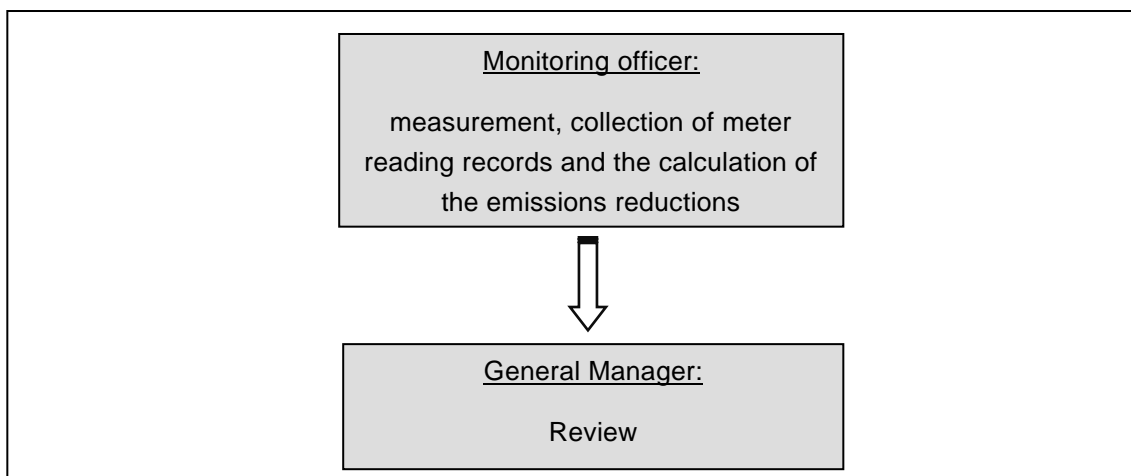 Monitoring officer:
measurement, collection of meter
reading records and the calculation of
the emissions reductions
General Manager:
Review